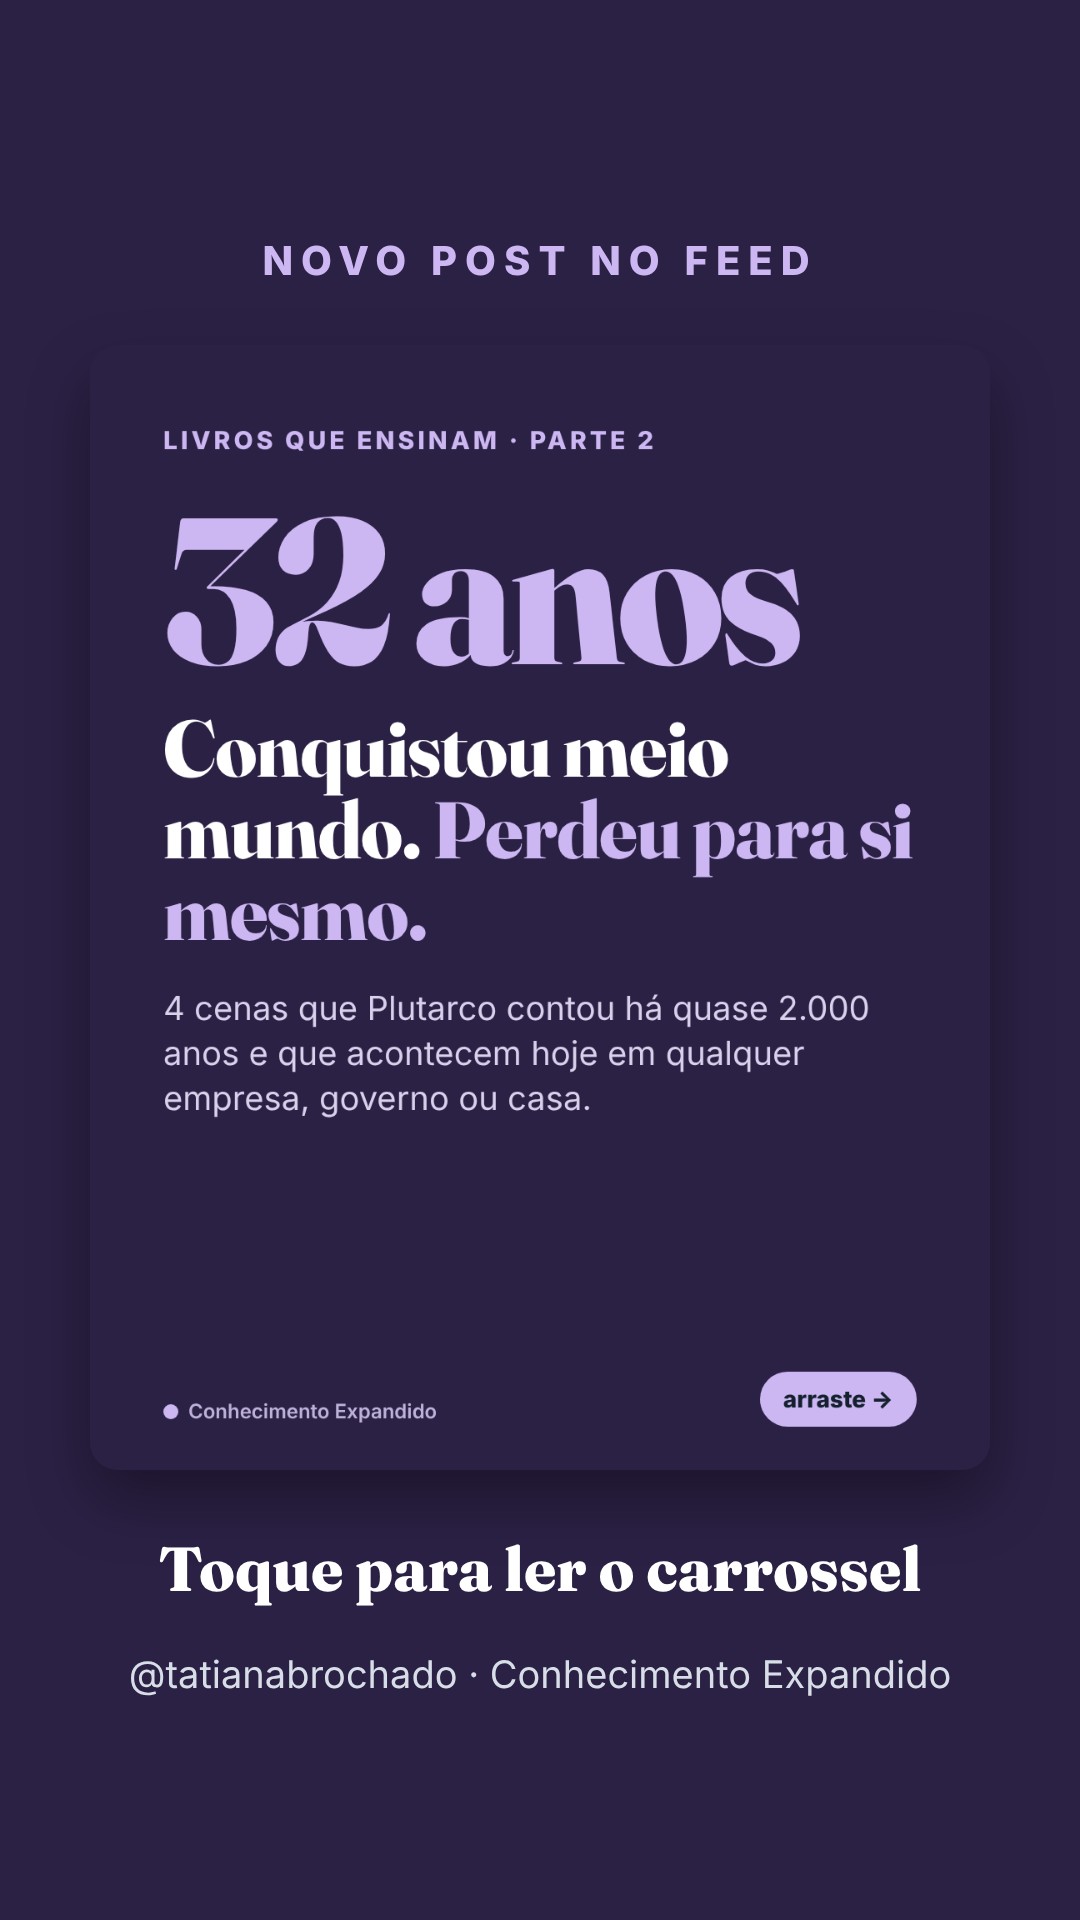 NOVO POST NO FEED
LIVROS QUE ENSINAM · PARTE 2
32 anos
Conquistou meio
mundo. Perdeu para si
mesmo.
4 cenas que Plutarco contou há quase 2.000
anos e que acontecem hoje em qualquer
empresa, governo ou casa.
Conhecimento Expandido
arraste →
Toque para ler o carrossel
@tatianabrochado · Conhecimento Expandido